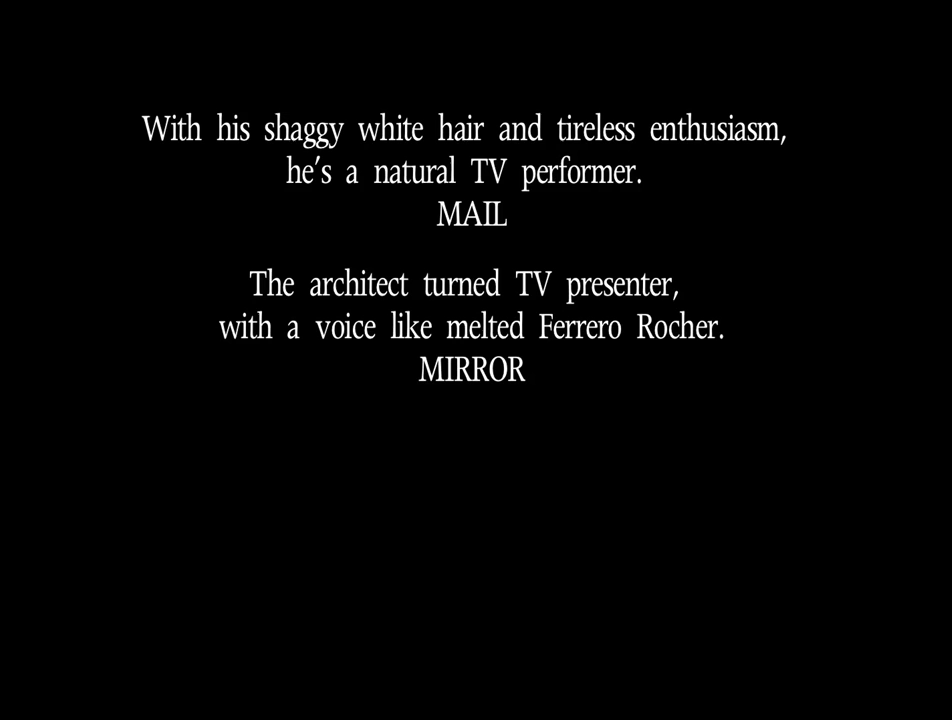 With his shaggy white hair and tireless enthusiasm,
he's a natural TV performer.
MAIL
The architect turned TV presenter,
with a voice like melted Ferrero Rocher.
MIRROR